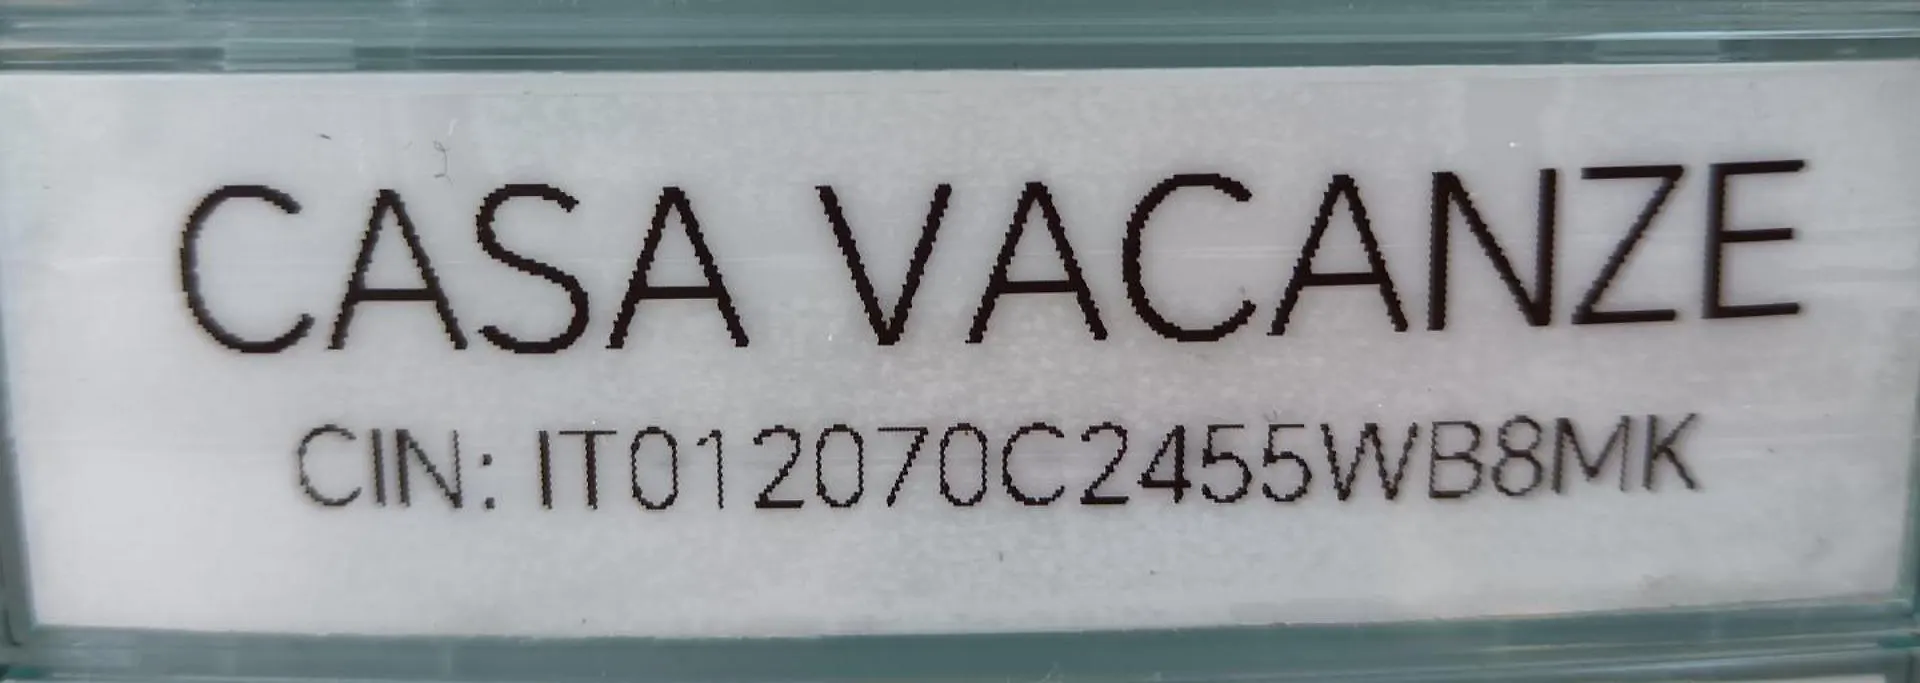 CASA VACANZE
CIN: IT012070C2455WB8MK